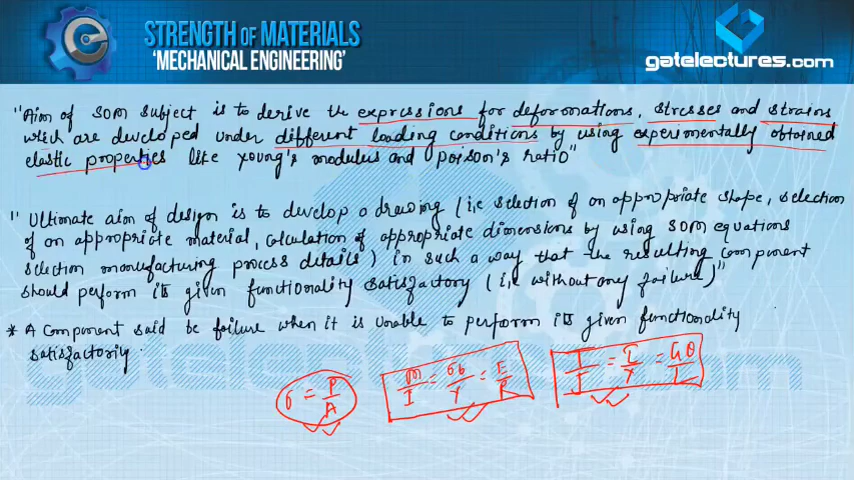 STRENGTH OF MATERIALS
'MECHANICAL ENGINEERING'
gatelectures.com
"Aim of SOM subject is to derive the expressions for deformations, stresses and strains
which are developed under different loading conditions by using experimentally obtained
elastic properties like young's modulus and poison's ratio"
" Ultimate aim of design is to develop a drawing (i.e selection of an appropriate shape, selection
of an appropriate material, calculation of appropriate dimensions by using SOM equations
selection manufacturing process details) in such a way that the resulting component
should perform its given functionality satisfactory (i.e without any failure)"
* A component said be failure when it is unable to perform its given functionality
satisfactoriy
σ = P/A M/I = σb/Y = E/R T/J = τ/r = Gθ/L
gatelectures.com